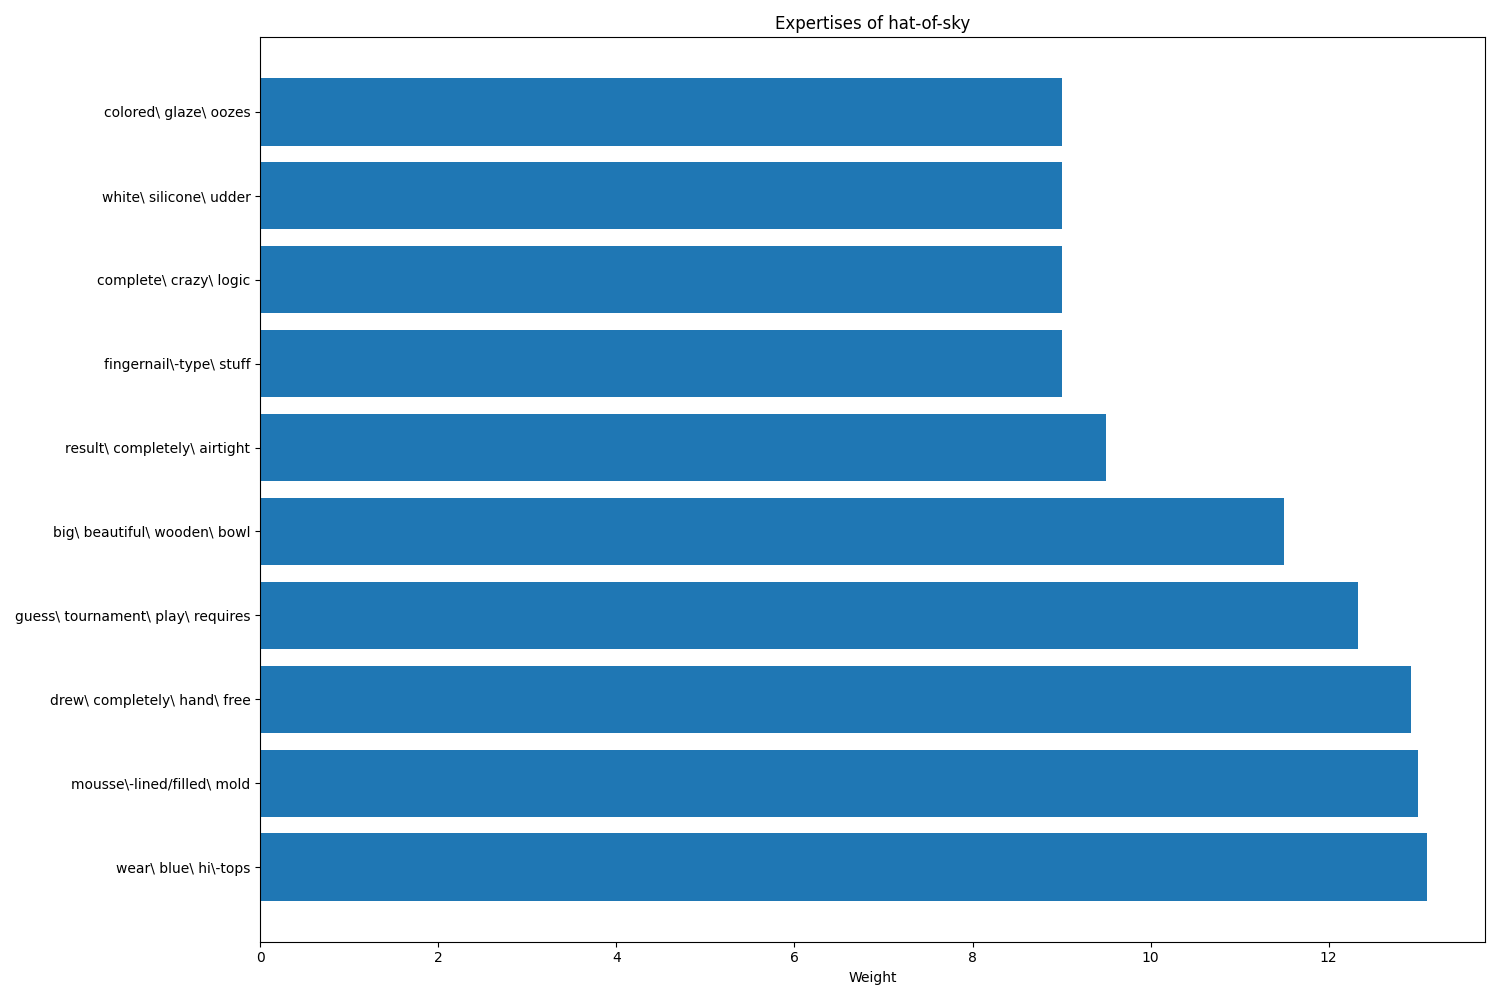 Expertises of hat-of-sky
colored\ glaze\ oozes
white\ silicone\ udder
complete\ crazy\ logic
fingernail\-type\ stuff
result\ completely\ airtight
big\ beautiful\ wooden\ bowl
guess\ tournament\ play\ requires
drew\ completely\ hand\ free
mousse\-lined/filled\ mold
wear\ blue\ hi\-tops
0 2 4 6 8 10 12
Weight